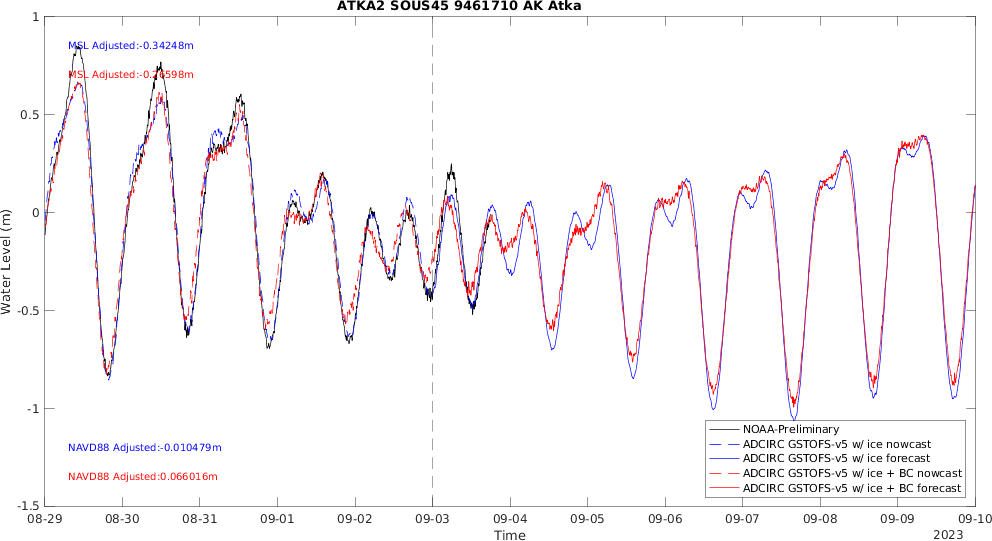 ATKA2 SOUS45 9461710 AK Atka
1
MSL Adjusted:-0.34248m
MSL Adjusted:-0.26598m
0.5
0
Water Level (m)
-0.5
-1
NAVD88 Adjusted:-0.010479m
NAVD88 Adjusted:0.066016m
-1.5
NOAA-Preliminary
ADCIRC GSTOFS-v5 w/ ice nowcast
ADCIRC GSTOFS-v5 w/ ice forecast
ADCIRC GSTOFS-v5 w/ ice + BC nowcast
ADCIRC GSTOFS-v5 w/ ice + BC forecast
08-29 08-30 08-31 09-01 09-02 09-03 09-04 09-05 09-06 09-07 09-08 09-09 09-10
Time
2023